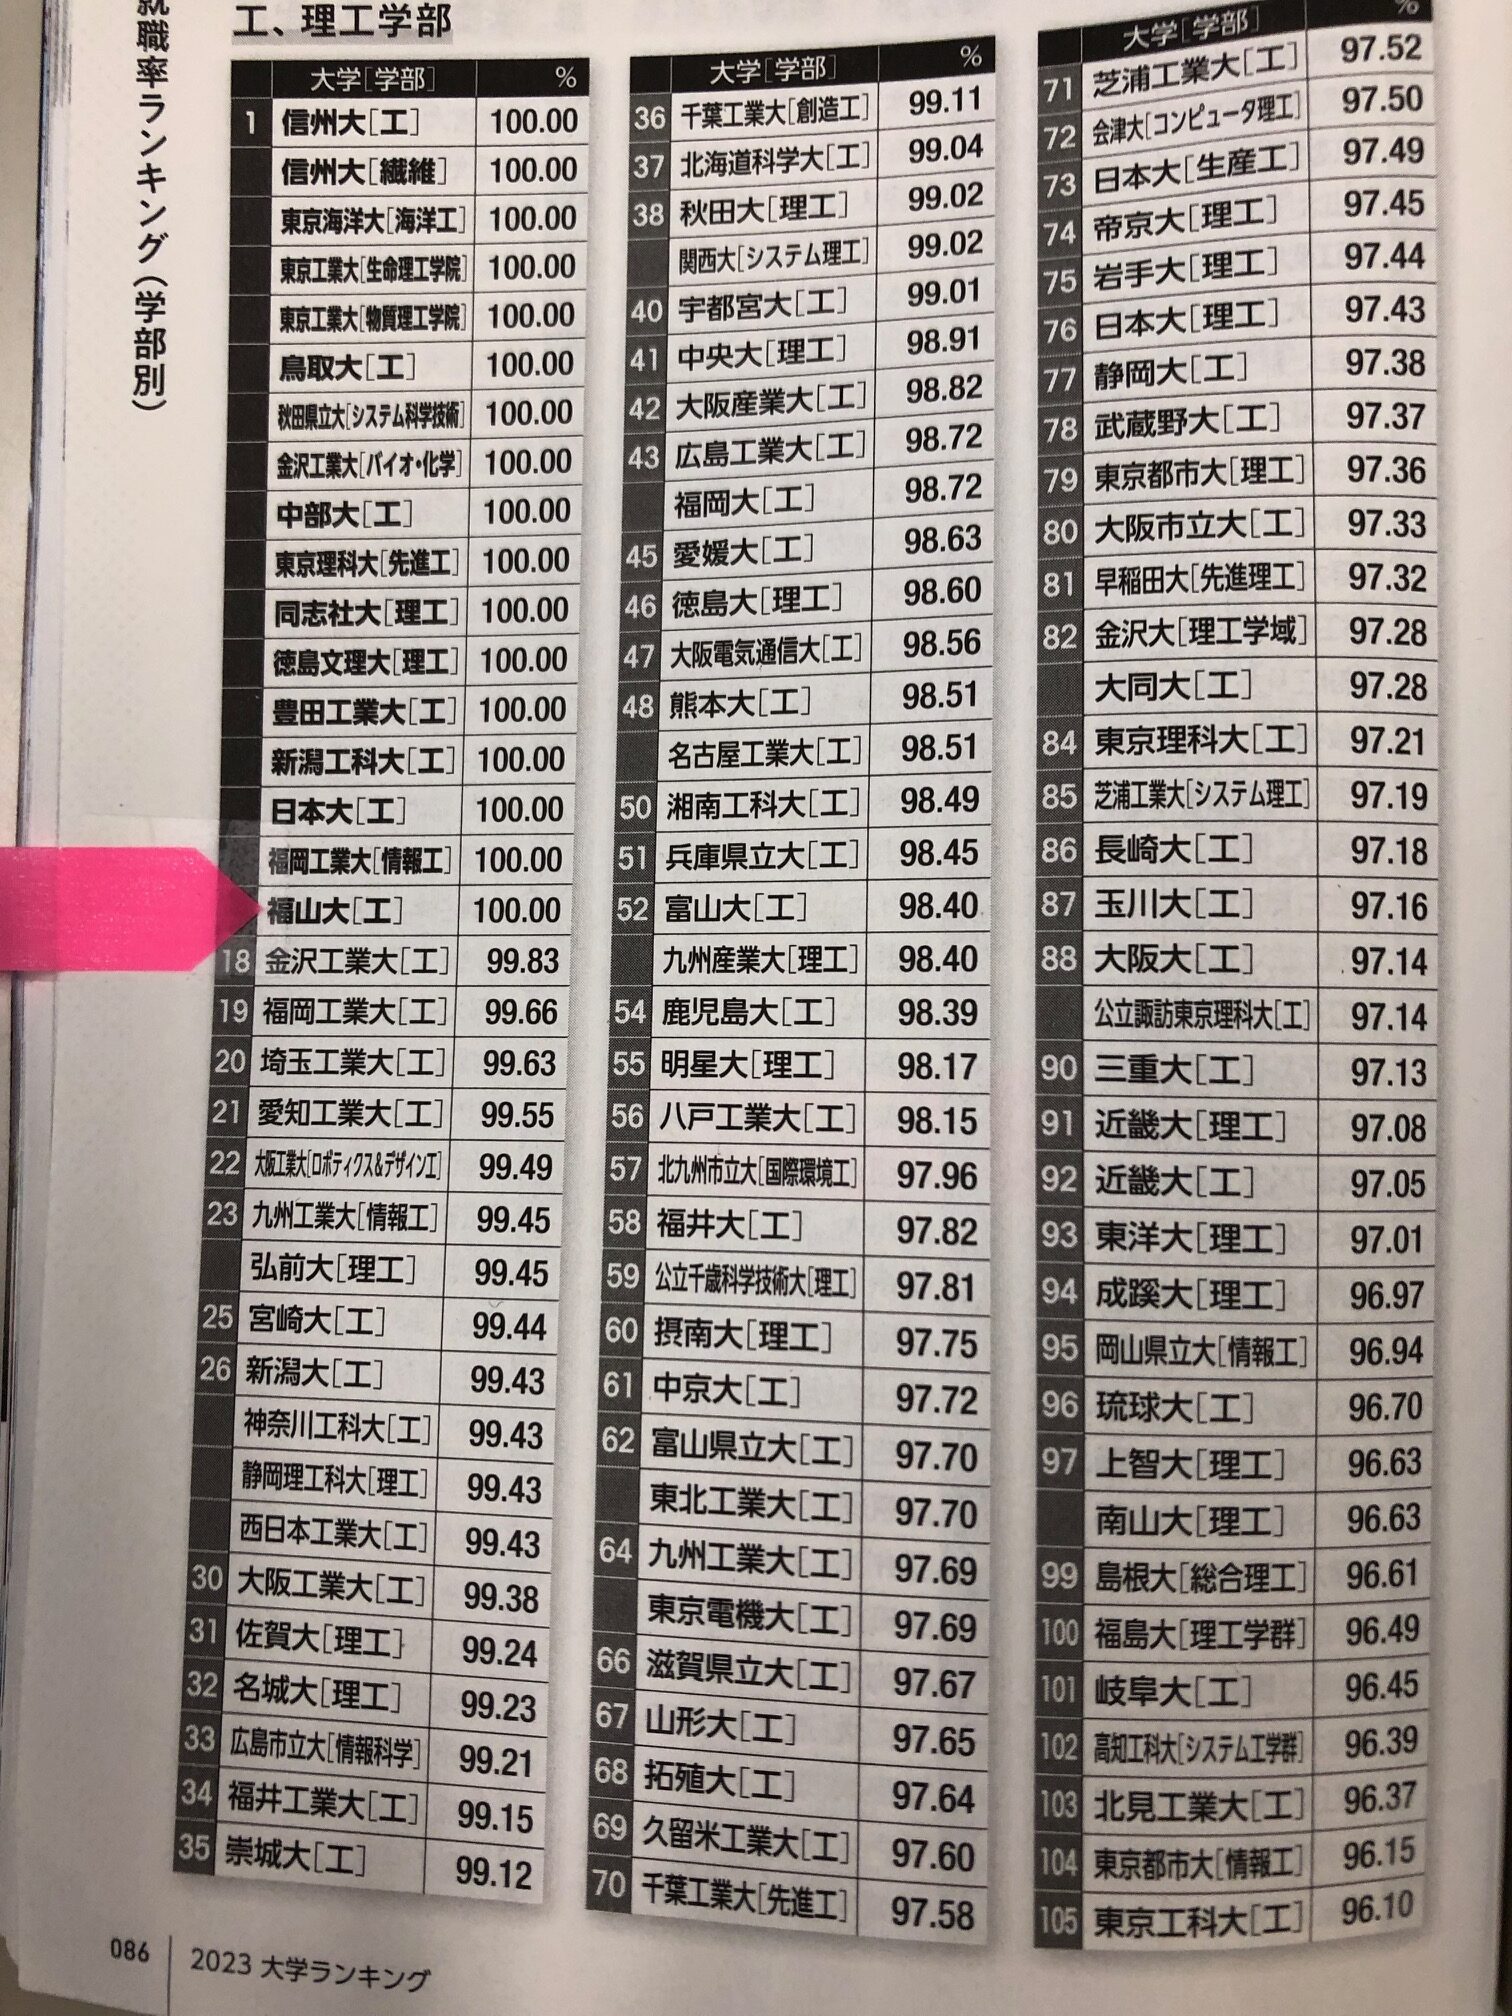 就職率ランキング（学部別）
工、理工学部
大学［学部］ %
1 信州大［工］ 100.00
信州大［繊維］ 100.00
東京海洋大［海洋工］ 100.00
東京工業大［生命理工学院］ 100.00
東京工業大［物質理工学院］ 100.00
鳥取大［工］ 100.00
秋田県立大［システム科学技術］ 100.00
金沢工業大［バイオ・化学］ 100.00
中部大［工］ 100.00
東京理科大［先進工］ 100.00
同志社大［理工］ 100.00
徳島文理大［理工］ 100.00
豊田工業大［工］ 100.00
新潟工科大［工］ 100.00
日本大［工］ 100.00
福岡工業大［情報工］ 100.00
福山大［工］ 100.00
18 金沢工業大［工］ 99.83
19 福岡工業大［工］ 99.66
20 埼玉工業大［工］ 99.63
21 愛知工業大［工］ 99.55
22 大阪工業大［ロボティクス&デザイン工］ 99.49
23 九州工業大［情報工］ 99.45
弘前大［理工］ 99.45
25 宮崎大［工］ 99.44
26 新潟大［工］ 99.43
神奈川工科大［工］ 99.43
静岡理工科大［理工］ 99.43
西日本工業大［工］ 99.43
30 大阪工業大［工］ 99.38
31 佐賀大［理工］ 99.24
32 名城大［理工］ 99.23
33 広島市立大［情報科学］ 99.21
34 福井工業大［工］ 99.15
35 崇城大［工］ 99.12
大学［学部］ %
36 千葉工業大［創造工］ 99.11
37 北海道科学大［工］ 99.04
38 秋田大［理工］ 99.02
関西大［システム理工］ 99.02
40 宇都宮大［工］ 99.01
41 中央大［理工］ 98.91
42 大阪産業大［工］ 98.82
43 広島工業大［工］ 98.72
福岡大［工］ 98.72
45 愛媛大［工］ 98.63
46 徳島大［理工］ 98.60
47 大阪電気通信大［工］ 98.56
48 熊本大［工］ 98.51
名古屋工業大［工］ 98.51
50 湘南工科大［工］ 98.49
51 兵庫県立大［工］ 98.45
52 富山大［工］ 98.40
九州産業大［理工］ 98.40
54 鹿児島大［工］ 98.39
55 明星大［理工］ 98.17
56 八戸工業大［工］ 98.15
57 北九州市立大［国際環境工］ 97.96
58 福井大［工］ 97.82
59 公立千歳科学技術大［理工］ 97.81
60 摂南大［理工］ 97.75
61 中京大［工］ 97.72
62 富山県立大［工］ 97.70
東北工業大［工］ 97.70
64 九州工業大［工］ 97.69
東京電機大［工］ 97.69
66 滋賀県立大［工］ 97.67
67 山形大［工］ 97.65
68 拓殖大［工］ 97.64
69 久留米工業大［工］ 97.60
70 千葉工業大［先進工］ 97.58
大学［学部］ %
71 芝浦工業大［工］ 97.52
72 会津大［コンピュータ理工］ 97.50
73 日本大［生産工］ 97.49
74 帝京大［理工］ 97.45
75 岩手大［理工］ 97.44
76 日本大［理工］ 97.43
77 静岡大［工］ 97.38
78 武蔵野大［工］ 97.37
79 東京都市大［理工］ 97.36
80 大阪市立大［工］ 97.33
81 早稲田大［先進理工］ 97.32
82 金沢大［理工学域］ 97.28
大同大［工］ 97.28
84 東京理科大［工］ 97.21
85 芝浦工業大［システム理工］ 97.19
86 長崎大［工］ 97.18
87 玉川大［工］ 97.16
88 大阪大［工］ 97.14
公立諏訪東京理科大［工］ 97.14
90 三重大［工］ 97.13
91 近畿大［理工］ 97.08
92 近畿大［工］ 97.05
93 東洋大［理工］ 97.01
94 成蹊大［理工］ 96.97
95 岡山県立大［情報工］ 96.94
96 琉球大［工］ 96.70
97 上智大［理工］ 96.63
南山大［理工］ 96.63
99 島根大［総合理工］ 96.61
100 福島大［理工学群］ 96.49
101 岐阜大［工］ 96.45
102 高知工科大［システム工学群］ 96.39
103 北見工業大［工］ 96.37
104 東京都市大［情報工］ 96.15
105 東京工科大［工］ 96.10
086 2023 大学ランキング